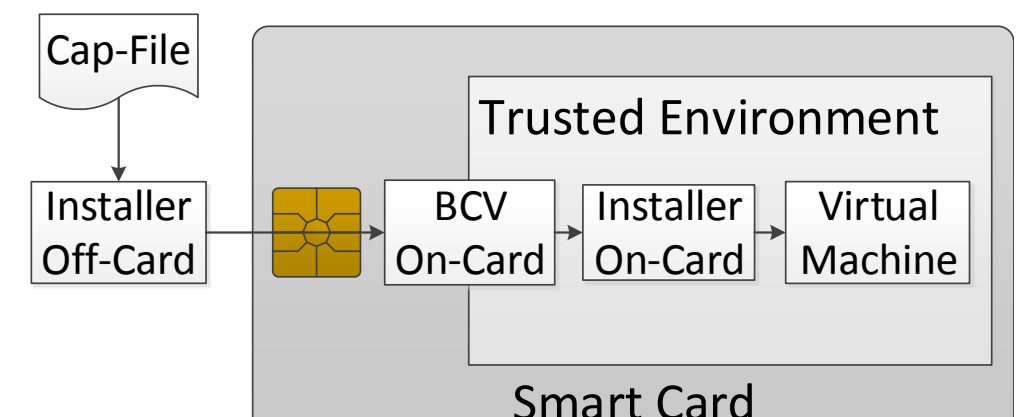 Cap-File
Trusted Environment
Installer
Off-Card
BCV
On-Card
Installer
On-Card
Virtual
Machine
Smart Card